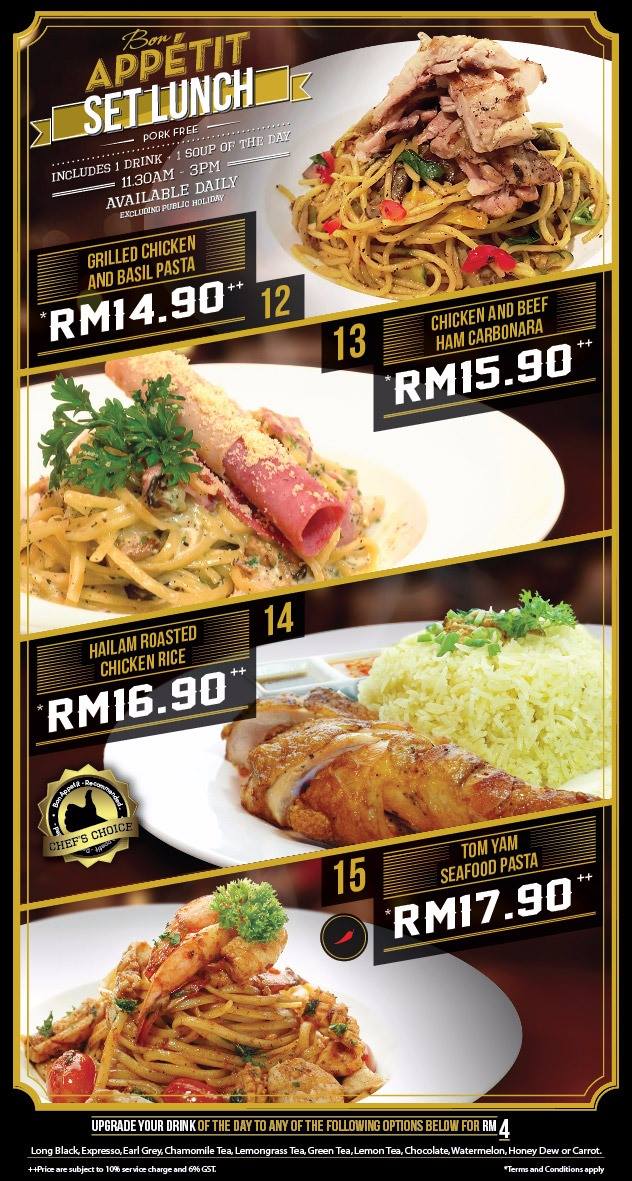 Bon
APPÉTIT
SET LUNCH
PORK FREE
INCLUDES 1 DRINK + 1 SOUP OF THE DAY
11.30AM - 3PM
AVAILABLE DAILY
EXCLUDING PUBLIC HOLIDAY
GRILLED CHICKEN
AND BASIL PASTA
*RM14.90++
12
13
CHICKEN AND BEEF
HAM CARBONARA
*RM15.90++
14
HAILAM ROASTED
CHICKEN RICE
*RM16.90++
Bon Appetit - Recommended
CHEF'S CHOICE
15
TOM YAM
SEAFOOD PASTA
*RM17.90++
UPGRADE YOUR DRINK OF THE DAY TO ANY OF THE FOLLOWING OPTIONS BELOW FOR RM 4
Long Black, Expresso, Earl Grey, Chamomile Tea, Lemongrass Tea, Green Tea, Lemon Tea, Chocolate, Watermelon, Honey Dew or Carrot.
++Price are subject to 10% service charge and 6% GST.
*Terms and Conditions apply